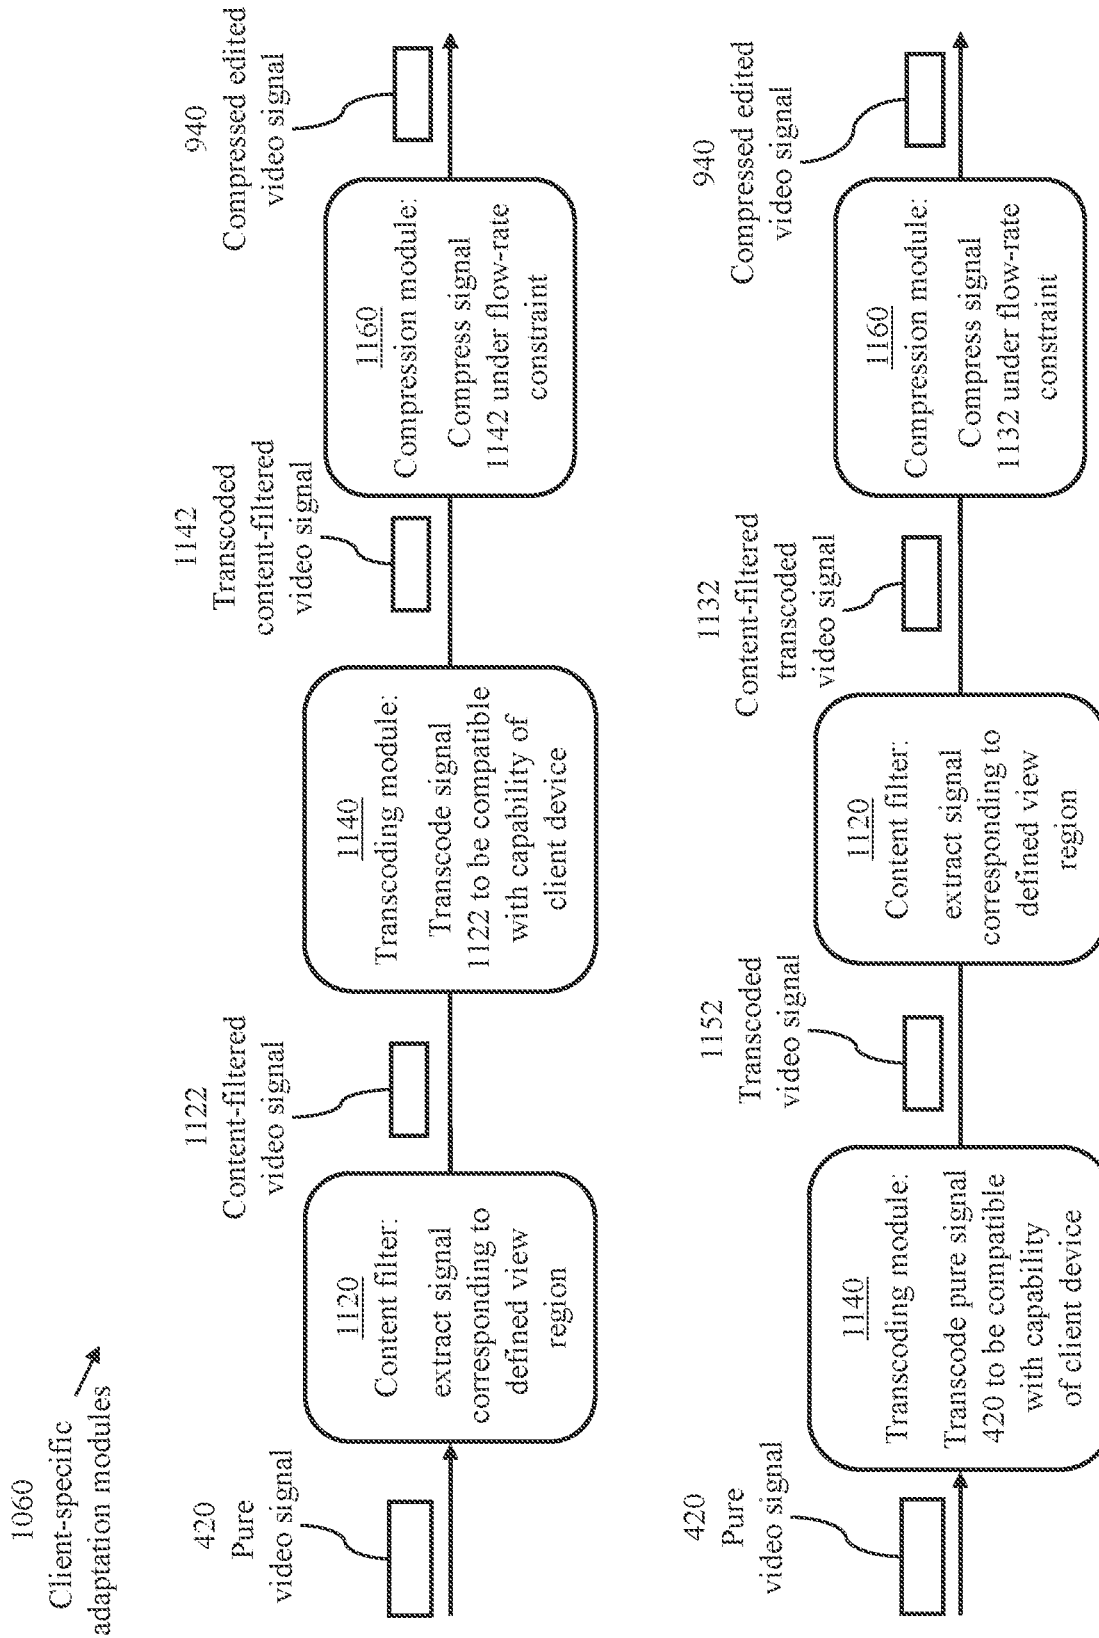 1060
Client-specific
adaptation modules
420 Pure
video signal
1120
Content filter:
extract signal
corresponding to
defined view
region
1122
Content-filtered
video signal
1140
Transcoding module:
Transcode signal
1122 to be compatible
with capability of
client device
1142
Transcoded
content-filtered
video signal
1160
Compression module:
Compress signal
1142 under flow-rate
constraint
940
Compressed edited
video signal
420 Pure
video signal
1140
Transcoding module:
Transcode pure signal
420 to be compatible
with capability
of client device
1152
Transcoded
video signal
1120
Content filter:
extract signal
corresponding to
defined view
region
1132
Content-filtered
transcoded
video signal
1160
Compression module:
Compress signal
1132 under flow-rate
constraint
940
Compressed edited
video signal